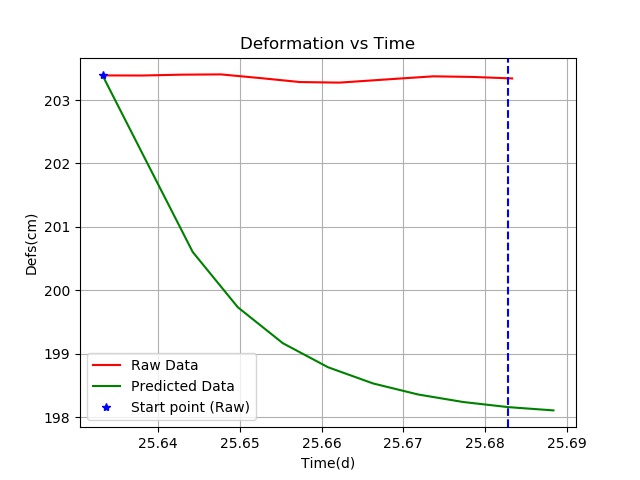 Deformation vs Time
Defs(cm)
203
202
201
200
199
198
Raw Data
Predicted Data
Start point (Raw)
25.64 25.65 25.66 25.67 25.68 25.69
Time(d)